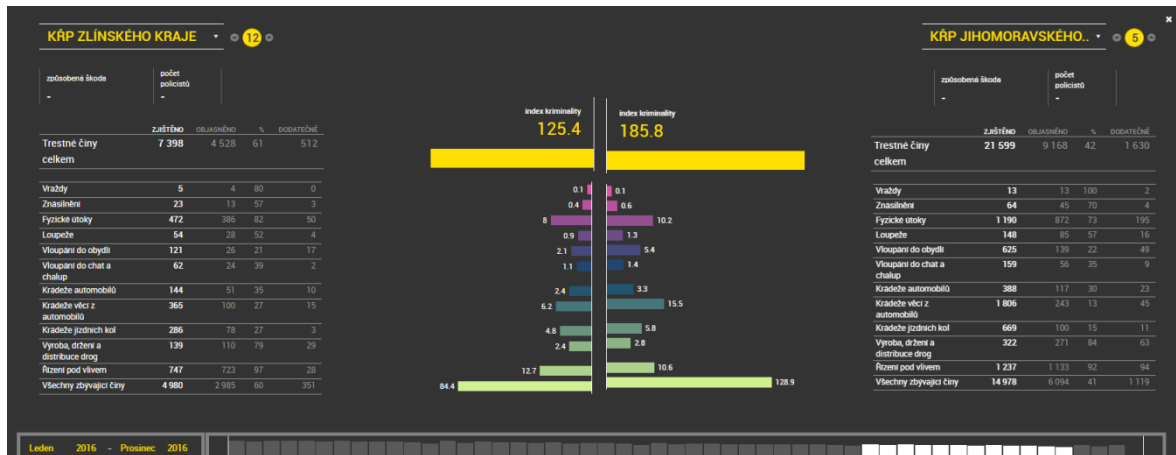 KŘP ZLÍNSKÉHO KRAJE
12
KŘP JIHOMORAVSKÉHO..
5
způsobená škoda
-
počet policistů
-
způsobená škoda
-
počet policistů
-
index kriminality
125.4
index kriminality
185.8
ZJIŠTĚNO OBJASNĚNO % DODATEČNĚ
Trestné činy celkem 7 398 4 528 61 512
Vraždy 5 4 80 0
Znásilnění 23 13 57 3
Fyzické útoky 472 386 82 50
Loupeže 54 28 52 4
Vloupání do obydlí 121 26 21 17
Vloupání do chat a chalup 62 24 39 2
Krádeže automobilů 144 51 35 10
Krádeže věcí z automobilů 365 100 27 15
Krádeže jízdních kol 286 78 27 3
Výroba, držení a distribuce drog 139 110 79 29
Řízení pod vlivem 747 723 97 28
Všechny zbývající činy 4 980 2 985 60 351
0.1 0.1
0.4 0.6
8 10.2
0.9 1.3
2.1 5.4
1.1 1.4
2.4 3.3
6.2 15.5
4.8 5.8
2.4 2.8
12.7 10.6
84.4 128.9
ZJIŠTĚNO OBJASNĚNO % DODATEČNĚ
Trestné činy celkem 21 599 9 168 42 1 630
Vraždy 13 13 100 2
Znásilnění 64 45 70 4
Fyzické útoky 1 190 872 73 195
Loupeže 148 85 57 16
Vloupání do obydlí 625 139 22 49
Vloupání do chat a chalup 159 56 35 9
Krádeže automobilů 388 117 30 23
Krádeže věcí z automobilů 1 806 243 13 45
Krádeže jízdních kol 669 100 15 11
Výroba, držení a distribuce drog 322 271 84 63
Řízení pod vlivem 1 237 1 133 92 94
Všechny zbývající činy 14 978 6 094 41 1 119
Leden 2016 - Prosinec 2016